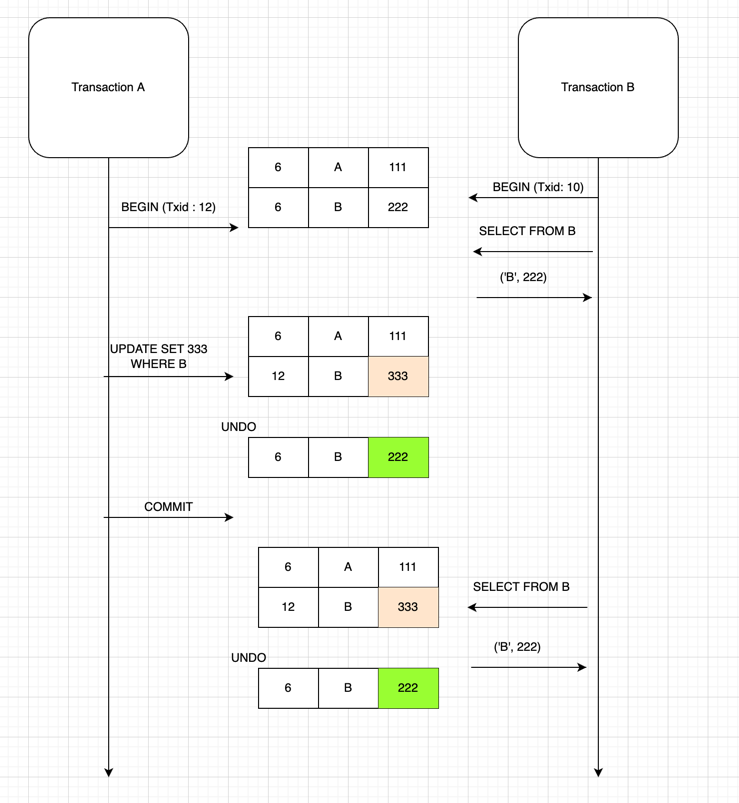 Transaction A
Transaction B
6 A 111
BEGIN (Txid: 10)
6 B 222
BEGIN (Txid : 12)
SELECT FROM B
('B', 222)
6 A 111
UPDATE SET 333
WHERE B
12 B 333
UNDO
6 B 222
COMMIT
6 A 111
SELECT FROM B
12 B 333
('B', 222)
UNDO
6 B 222